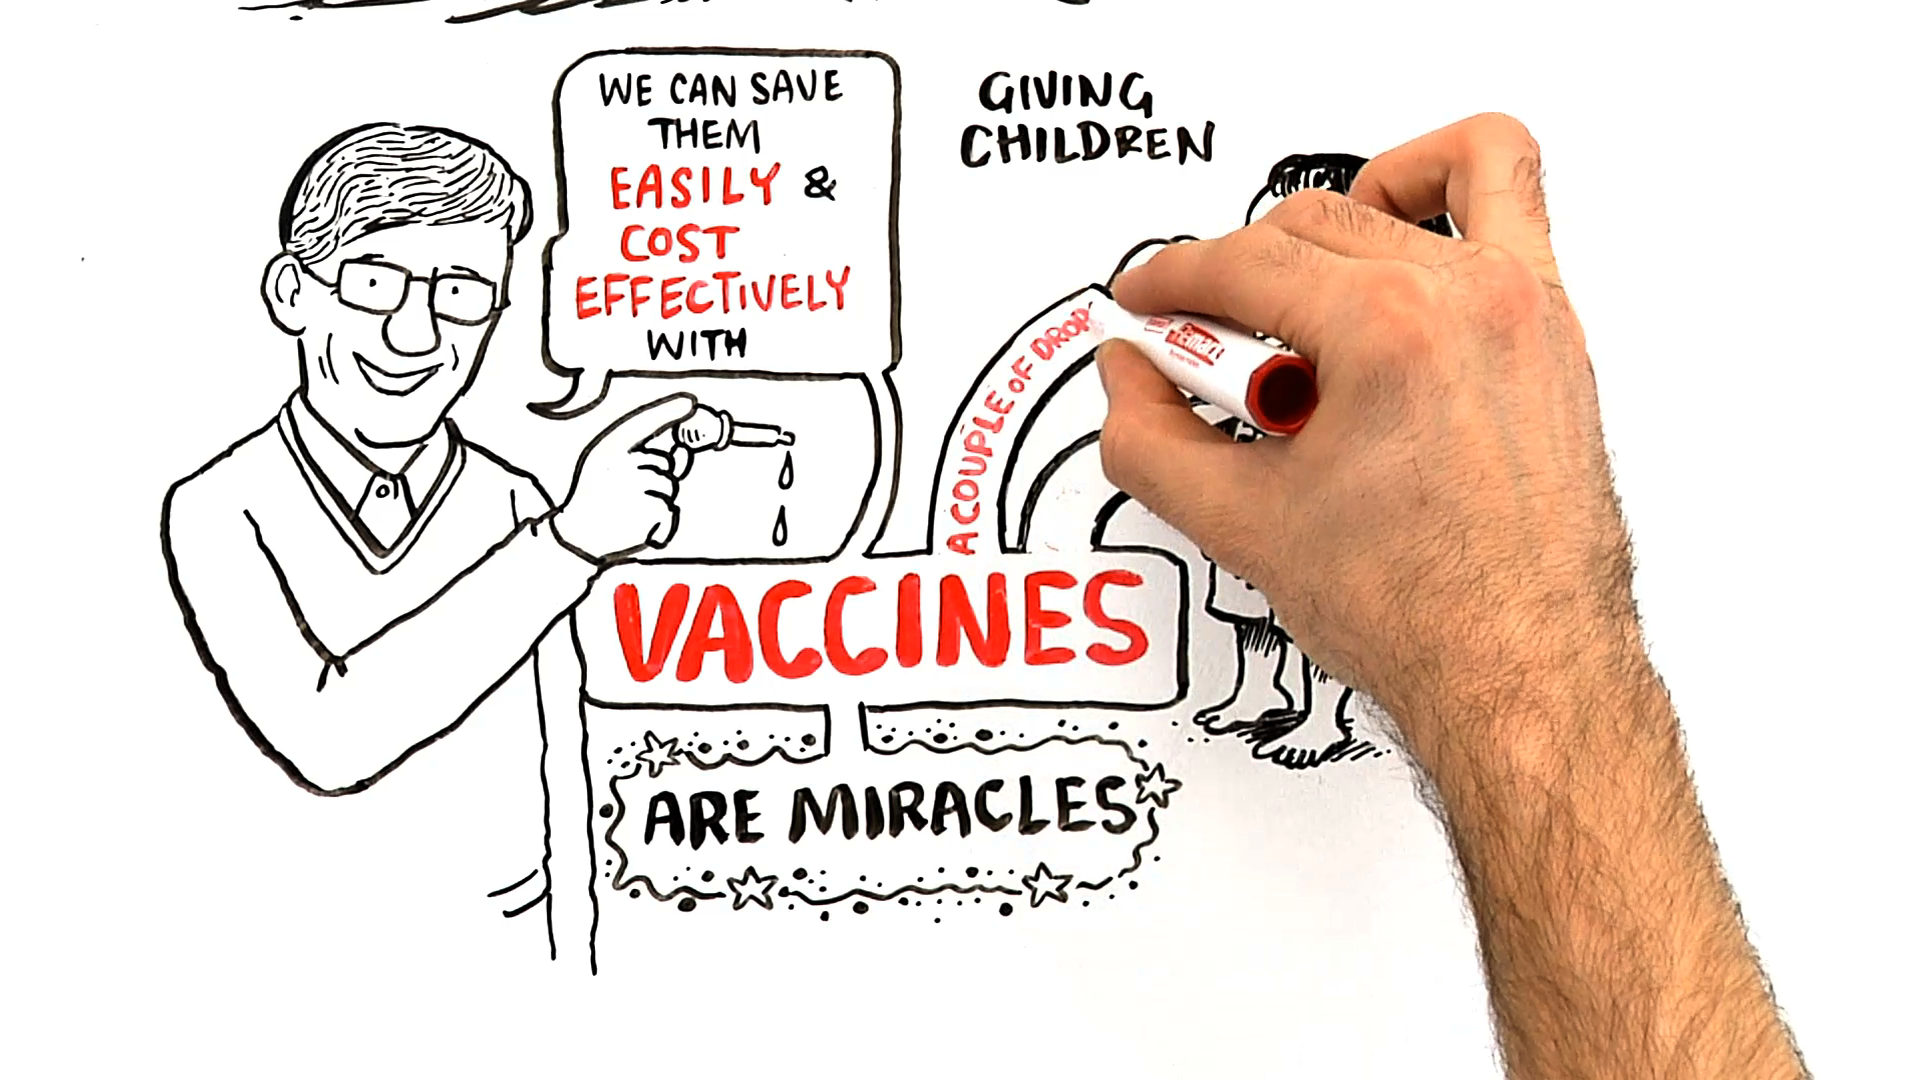 WE CAN SAVE
THEM
EASILY &
COST
EFFECTIVELY
WITH
VACCINES
ARE MIRACLES
GIVING
CHILDREN
A COUPLE OF DROP